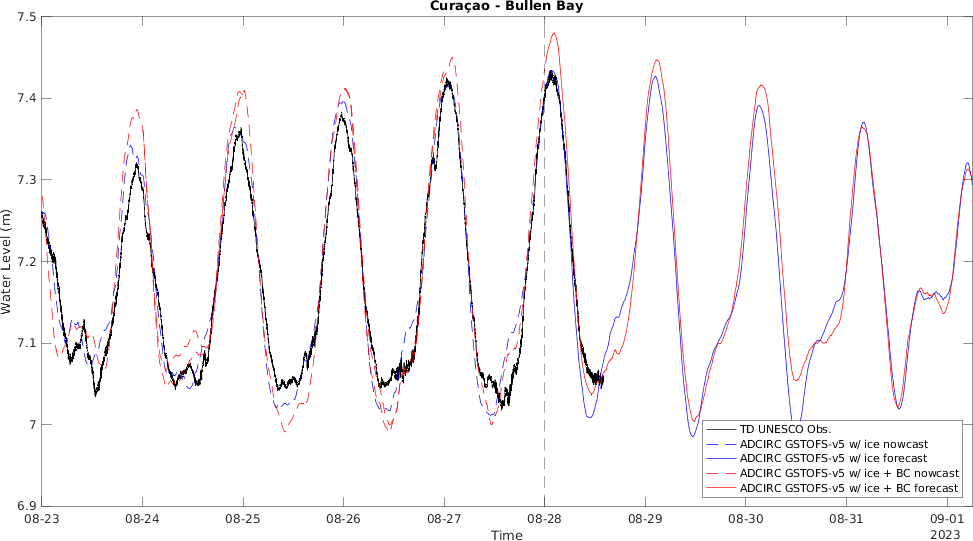 Curaçao - Bullen Bay
Water Level (m)
7.5
7.4
7.3
7.2
7.1
7
6.9
08-23
08-24
08-25
08-26
08-27
08-28
08-29
08-30
08-31
09-01
2023
Time
TD UNESCO Obs.
ADCIRC GSTOFS-v5 w/ ice nowcast
ADCIRC GSTOFS-v5 w/ ice forecast
ADCIRC GSTOFS-v5 w/ ice + BC nowcast
ADCIRC GSTOFS-v5 w/ ice + BC forecast